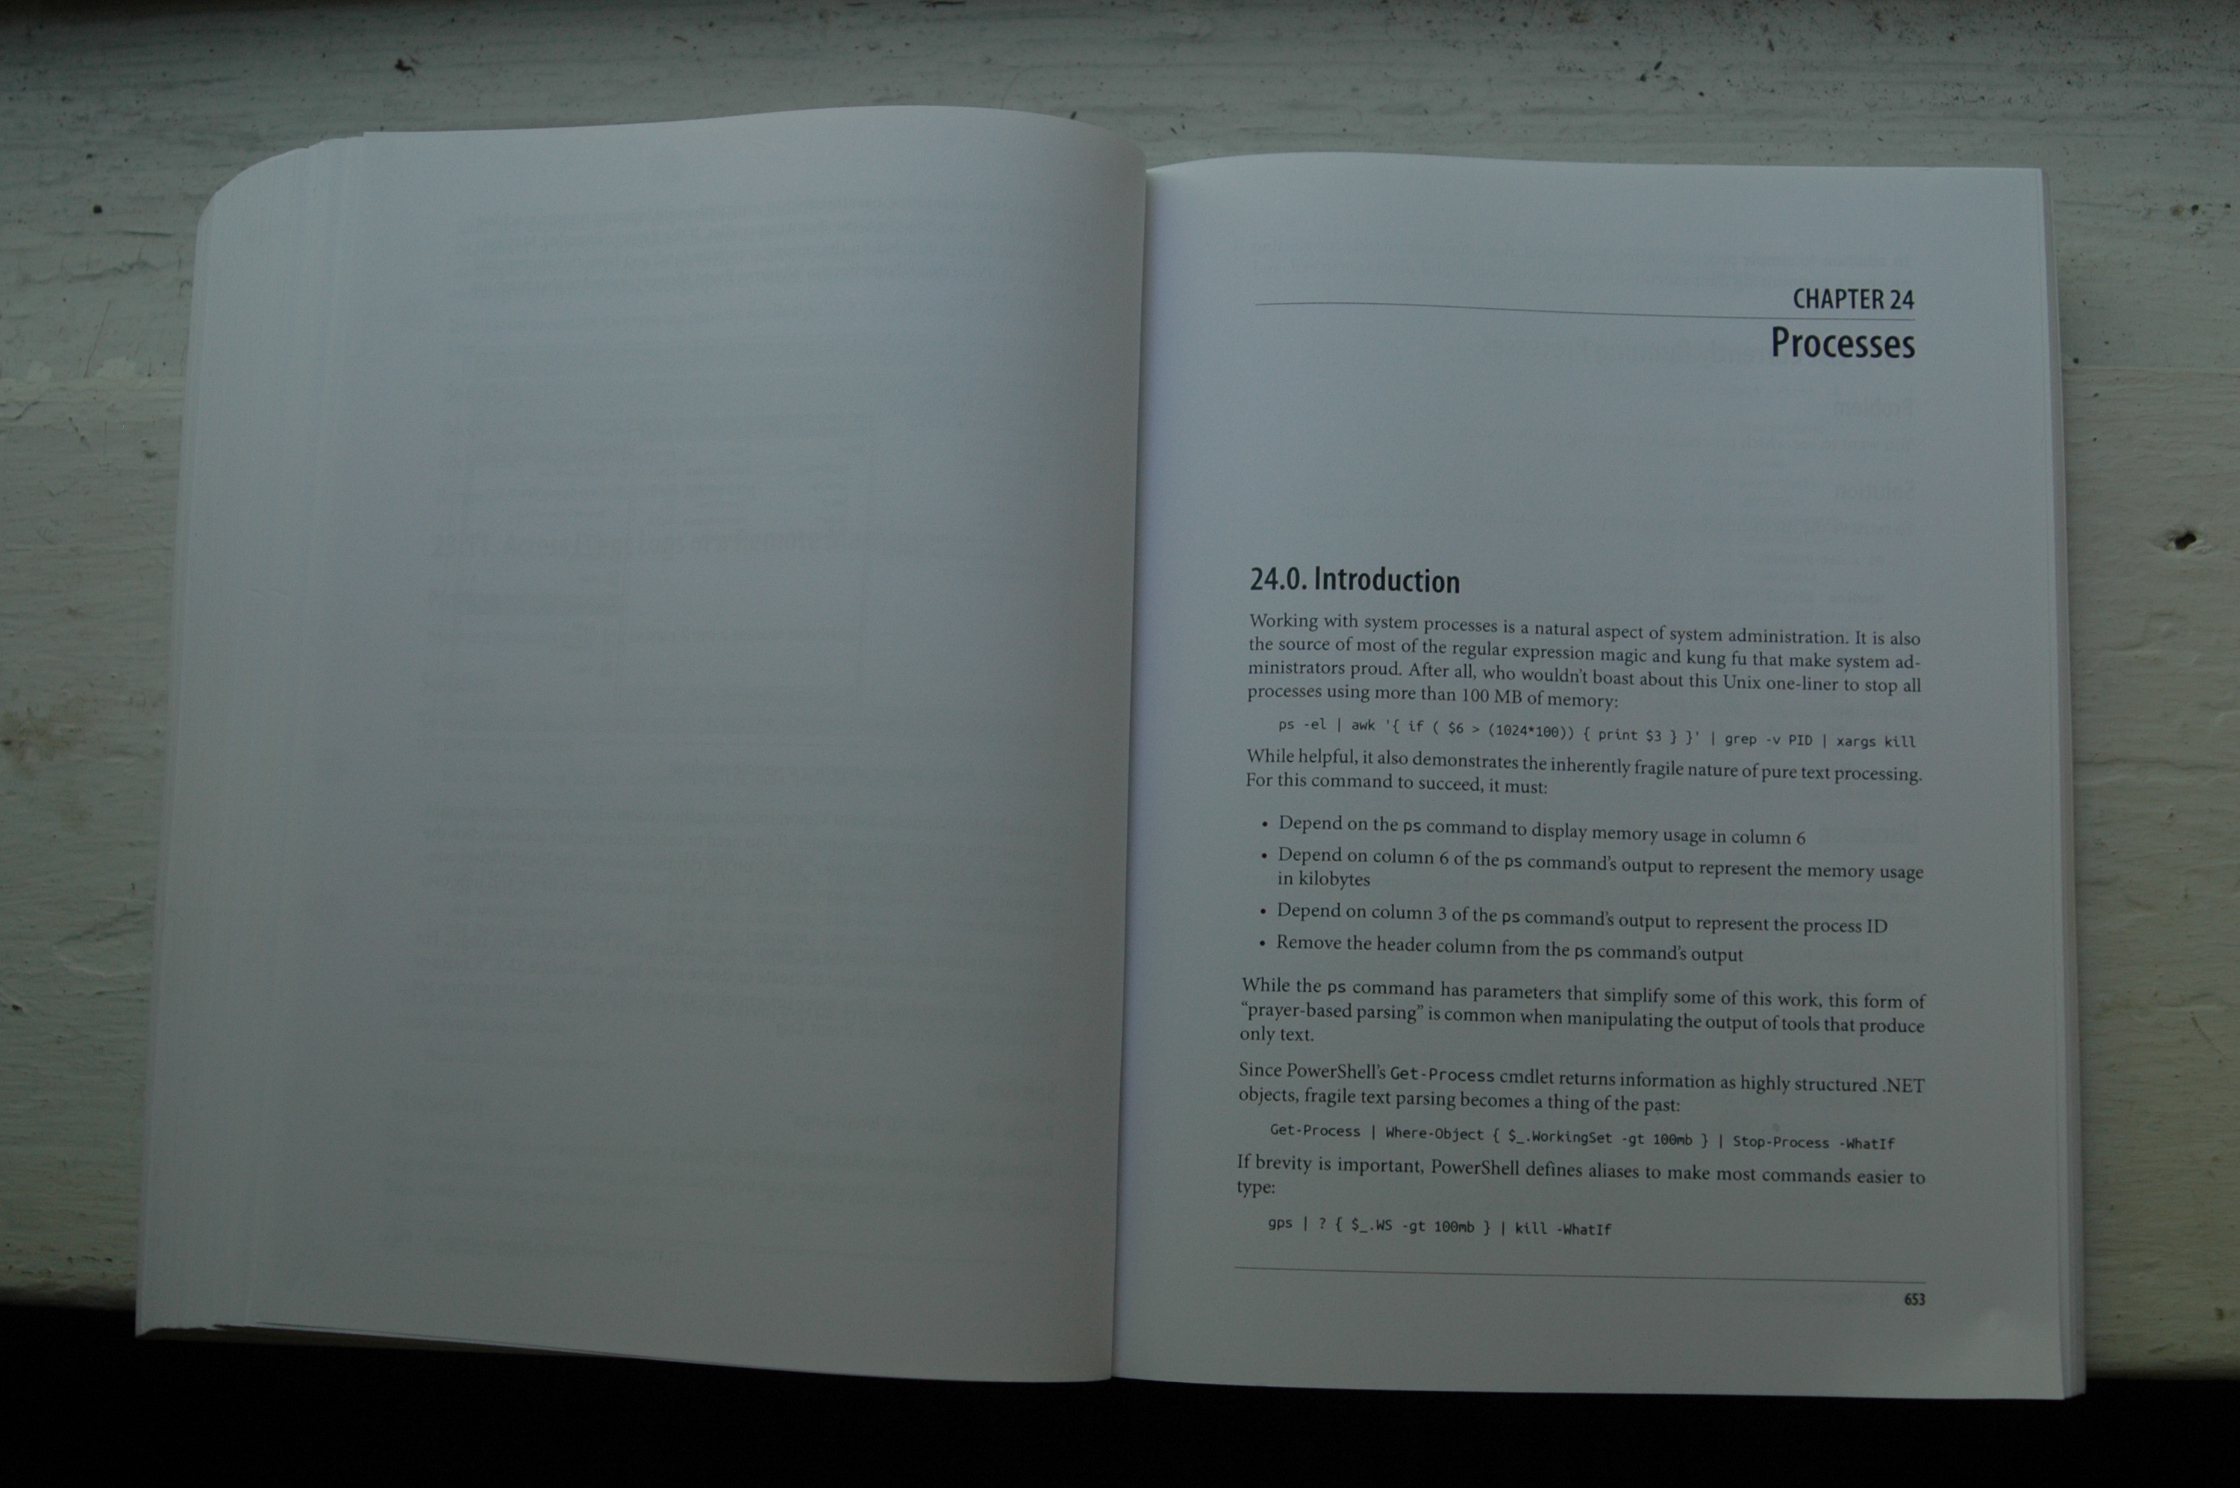 CHAPTER 24
Processes
24.0. Introduction
Working with system processes is a natural aspect of system administration. It is also
the source of most of the regular expression magic and kung fu that make system ad-
ministrators proud. After all, who wouldn't boast about this Unix one-liner to stop all
processes using more than 100 MB of memory:
ps -el | awk '{ if ( $6 > (1024*100)) { print $3 } }' | grep -v PID | xargs kill
While helpful, it also demonstrates the inherently fragile nature of pure text processing.
For this command to succeed, it must:
• Depend on the ps command to display memory usage in column 6
• Depend on column 6 of the ps command's output to represent the memory usage
in kilobytes
• Depend on column 3 of the ps command's output to represent the process ID
• Remove the header column from the ps command's output
While the ps command has parameters that simplify some of this work, this form of
“prayer-based parsing” is common when manipulating the output of tools that produce
only text.
Since PowerShell's Get-Process cmdlet returns information as highly structured .NET
objects, fragile text parsing becomes a thing of the past:
Get-Process | Where-Object { $_.WorkingSet -gt 100mb } | Stop-Process -WhatIf
If brevity is important, PowerShell defines aliases to make most commands easier to
type:
gps | ? { $_.WS -gt 100mb } | kill -WhatIf
653